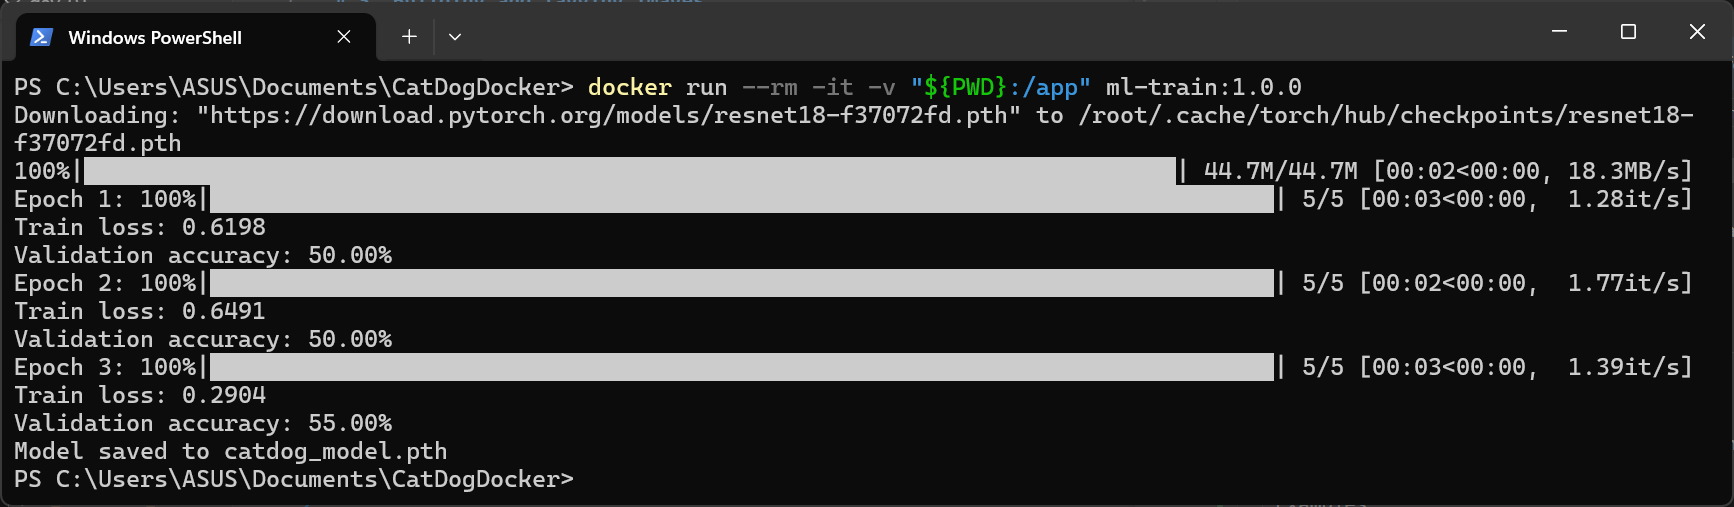 Windows PowerShell
PS C:\Users\ASUS\Documents\CatDogDocker> docker run --rm -it -v "${PWD}:/app" ml-train:1.0.0
Downloading: "https://download.pytorch.org/models/resnet18-f37072fd.pth" to /root/.cache/torch/hub/checkpoints/resnet18-
f37072fd.pth
100%| | 44.7M/44.7M [00:02<00:00, 18.3MB/s]
Epoch 1: 100%| | 5/5 [00:03<00:00, 1.28it/s]
Train loss: 0.6198
Validation accuracy: 50.00%
Epoch 2: 100%| | 5/5 [00:02<00:00, 1.77it/s]
Train loss: 0.6491
Validation accuracy: 50.00%
Epoch 3: 100%| | 5/5 [00:03<00:00, 1.39it/s]
Train loss: 0.2904
Validation accuracy: 55.00%
Model saved to catdog_model.pth
PS C:\Users\ASUS\Documents\CatDogDocker>